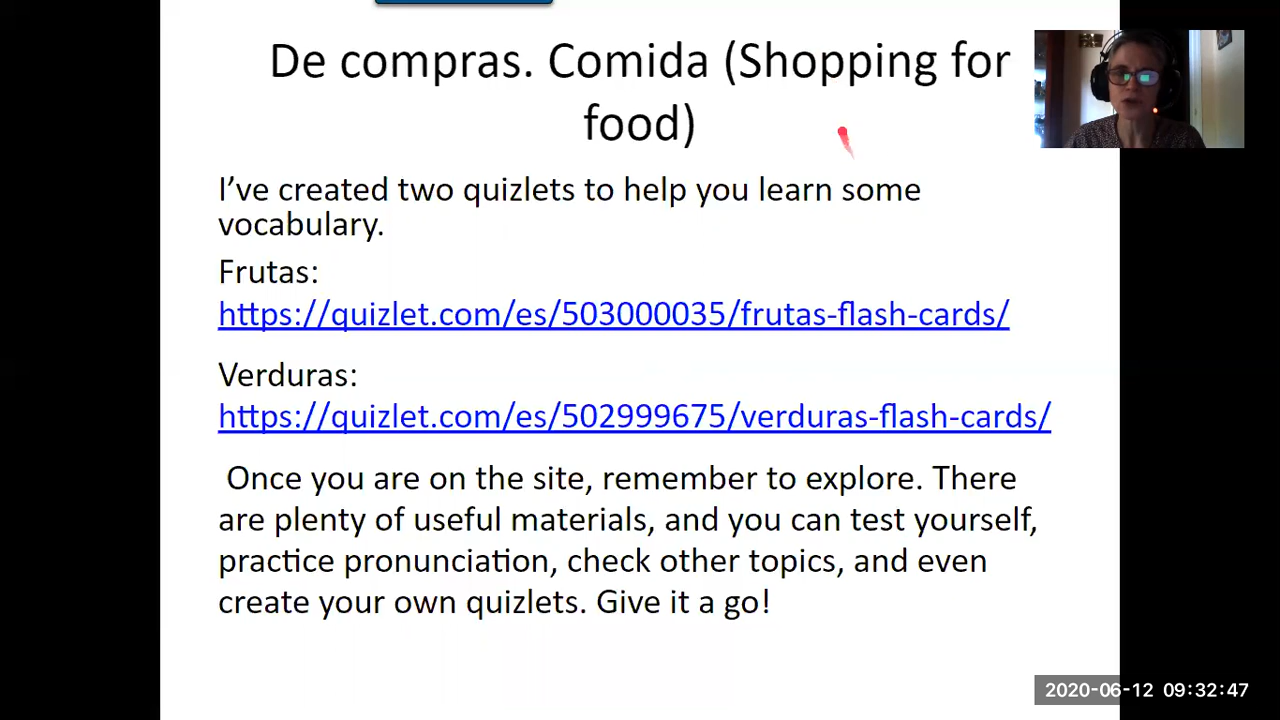 De compras. Comida (Shopping for
food)
I’ve created two quizlets to help you learn some
vocabulary.
Frutas:
https://quizlet.com/es/503000035/frutas-flash-cards/
Verduras:
https://quizlet.com/es/502999675/verduras-flash-cards/
Once you are on the site, remember to explore. There
are plenty of useful materials, and you can test yourself,
practice pronunciation, check other topics, and even
create your own quizlets. Give it a go!
2020-06-12 09:32:47